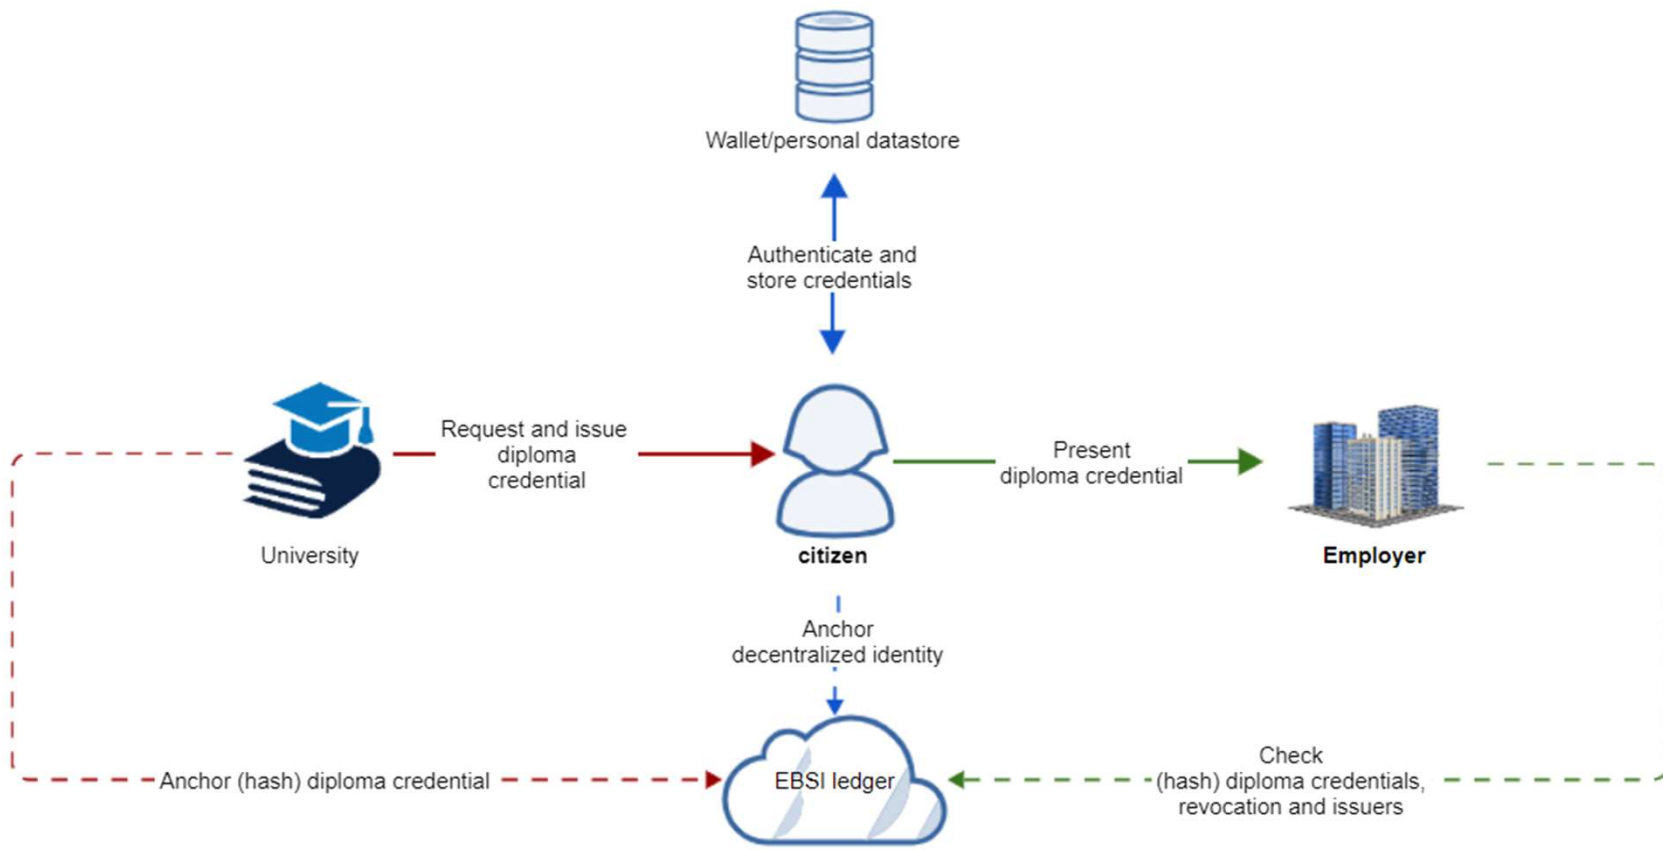 Wallet/personal datastore
Authenticate and
store credentials
Request and issue
diploma
credential
Present
diploma credential
University
citizen
Employer
Anchor
decentralized identity
Anchor (hash) diploma credential
EBSI ledger
Check
(hash) diploma credentials,
revocation and issuers